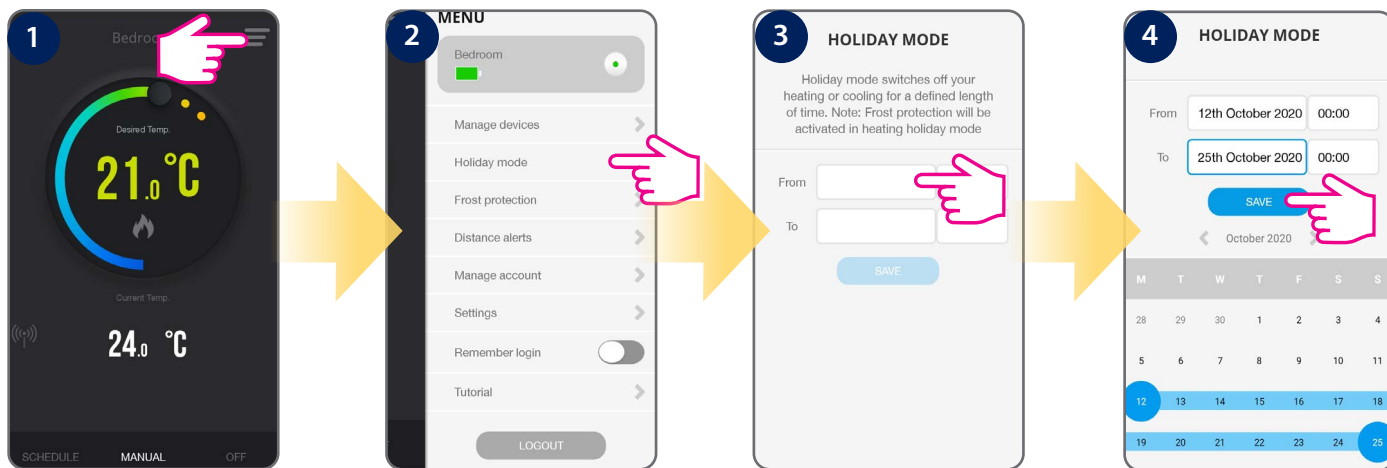 1
Bedroo
Desired Temp.
21.0 °C
Current Temp.
24.0 °C
SCHEDULE MANUAL OFF
2
MENU
Bedroom
Manage devices
Holiday mode
Frost protection
Distance alerts
Manage account
Settings
Remember login
Tutorial
LOGOUT
3
HOLIDAY MODE
Holiday mode switches off your
heating or cooling for a defined length
of time. Note: Frost protection will be
activated in heating holiday mode
From
To
SAVE
4
HOLIDAY MODE
From 12th October 2020 00:00
To 25th October 2020 00:00
SAVE
October 2020
M T W T F S S
28 29 30 1 2 3 4
5 6 7 8 9 10 11
12 13 14 15 16 17 18
19 20 21 22 23 24 25